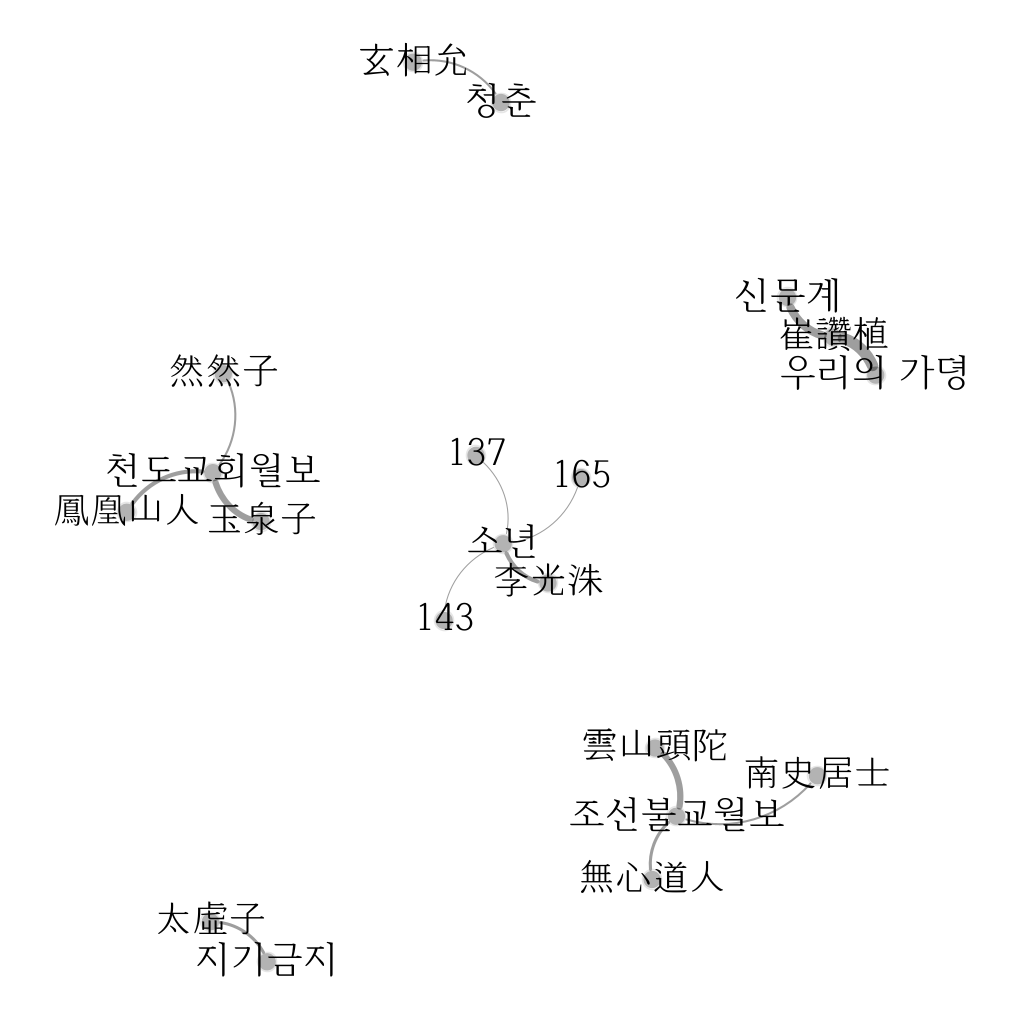 玄相允
청춘
신문계
崔讚植
우리의 가뎡
然然子
천도교회월보
鳳凰山人
玉泉子
137
165
소년
李光洙
143
雲山頭陀
南史居士
조선불교월보
無心道人
太虛子
지기금지